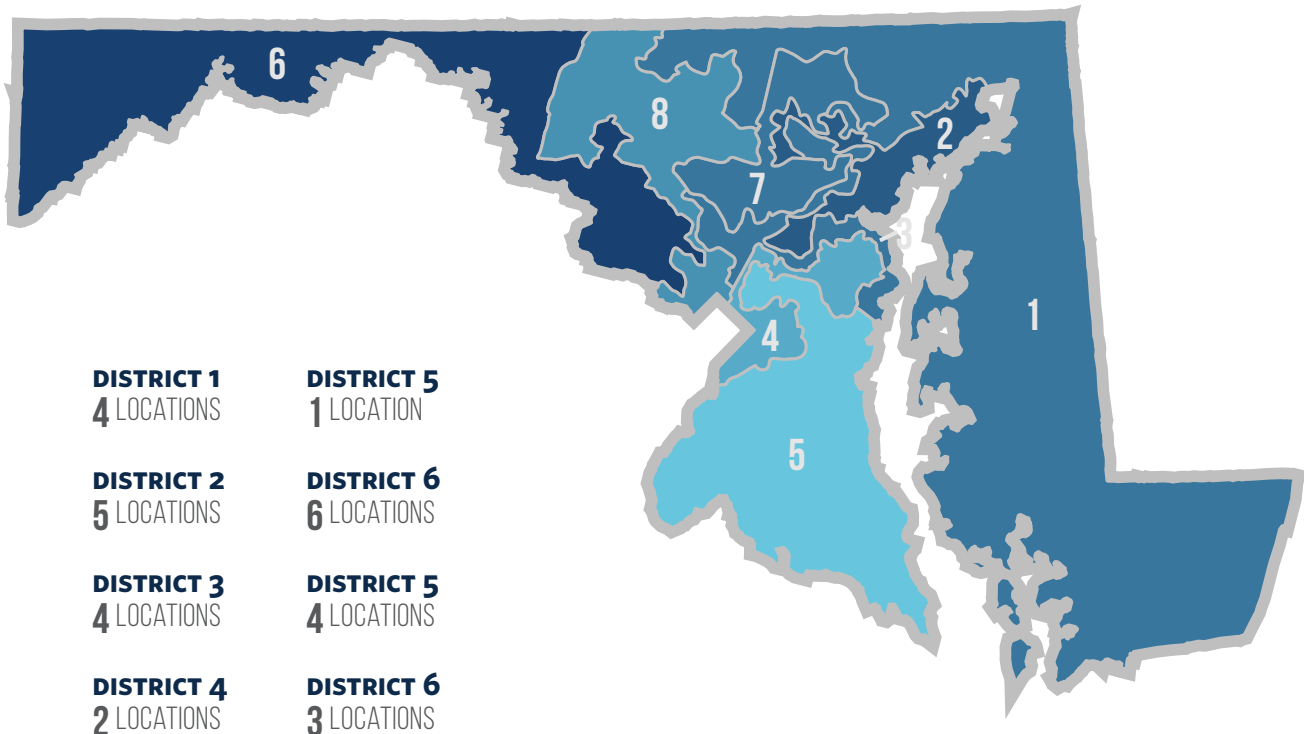 6
8
2
7
3
1
4
5
DISTRICT 1
4 LOCATIONS
DISTRICT 2
5 LOCATIONS
DISTRICT 3
4 LOCATIONS
DISTRICT 4
2 LOCATIONS
DISTRICT 5
1 LOCATION
DISTRICT 6
6 LOCATIONS
DISTRICT 5
4 LOCATIONS
DISTRICT 6
3 LOCATIONS